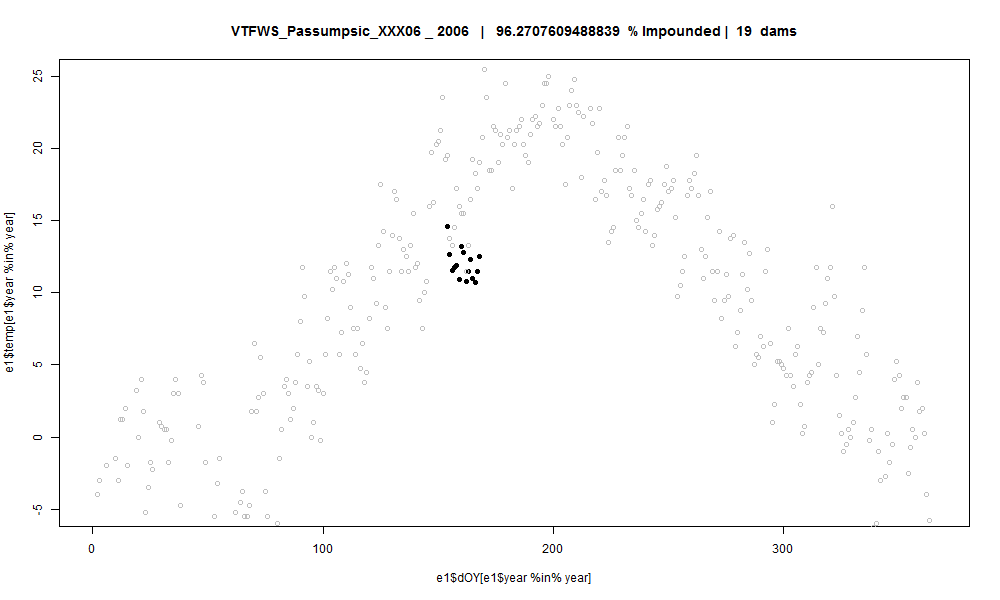 VTFWS_Passumpsic_XXX06 _ 2006 | 96.2707609488839 % Impounded | 19 dams
e1$temp[e1$year %in% year]
25
20
15
10
5
0
-5
0 100 200 300
e1$dOY[e1$year %in% year]